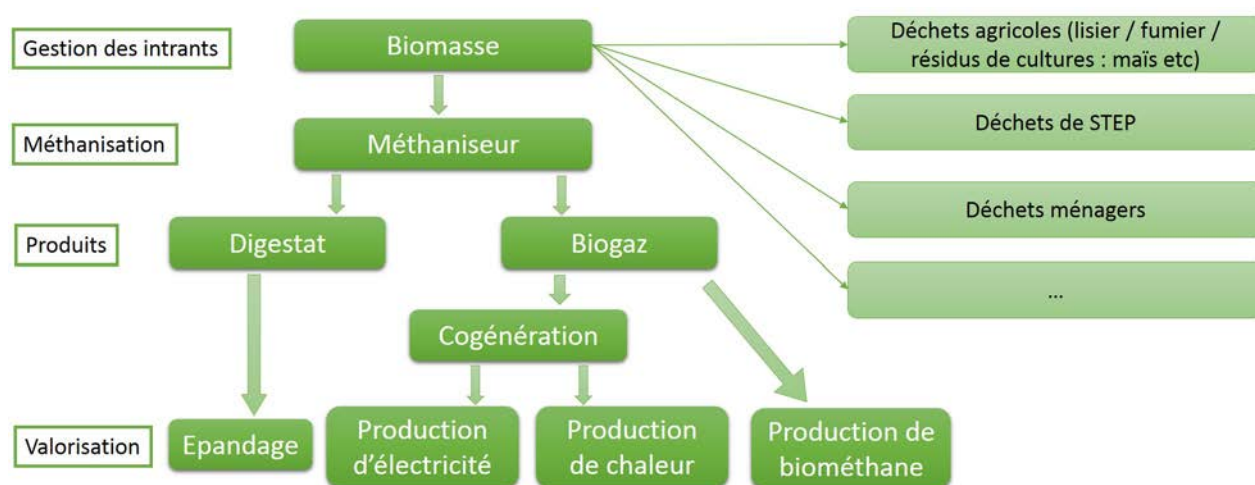 Gestion des intrants
Biomasse
Déchets agricoles (lisier / fumier /
résidus de cultures : maïs etc)
Méthanisation
Méthaniseur
Déchets de STEP
Produits
Digestat
Biogaz
Déchets ménagers
...
Cogénération
Valorisation
Epandage
Production
d'électricité
Production
de chaleur
Production de
biométhane